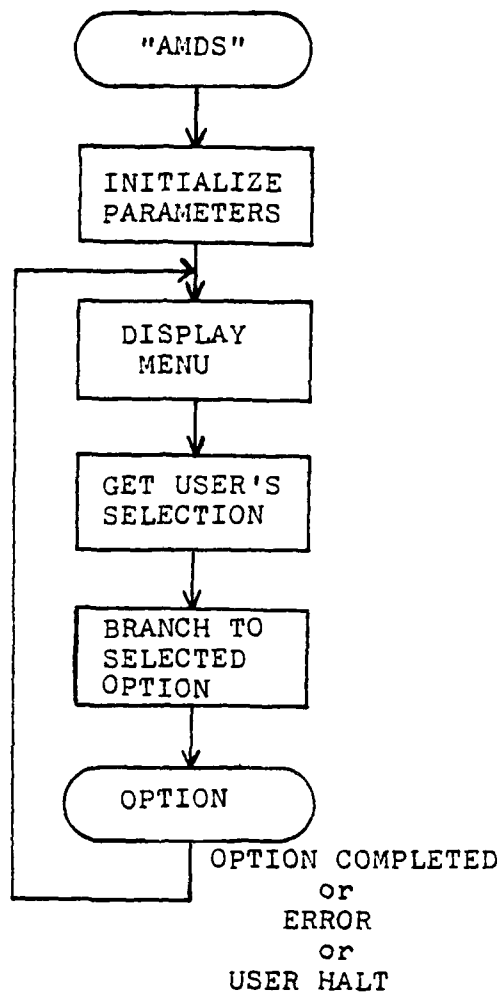 "AMDS"
INITIALIZE
PARAMETERS
DISPLAY
MENU
GET USER'S
SELECTION
BRANCH TO
SELECTED
OPTION
OPTION
OPTION COMPLETED
or
ERROR
or
USER HALT